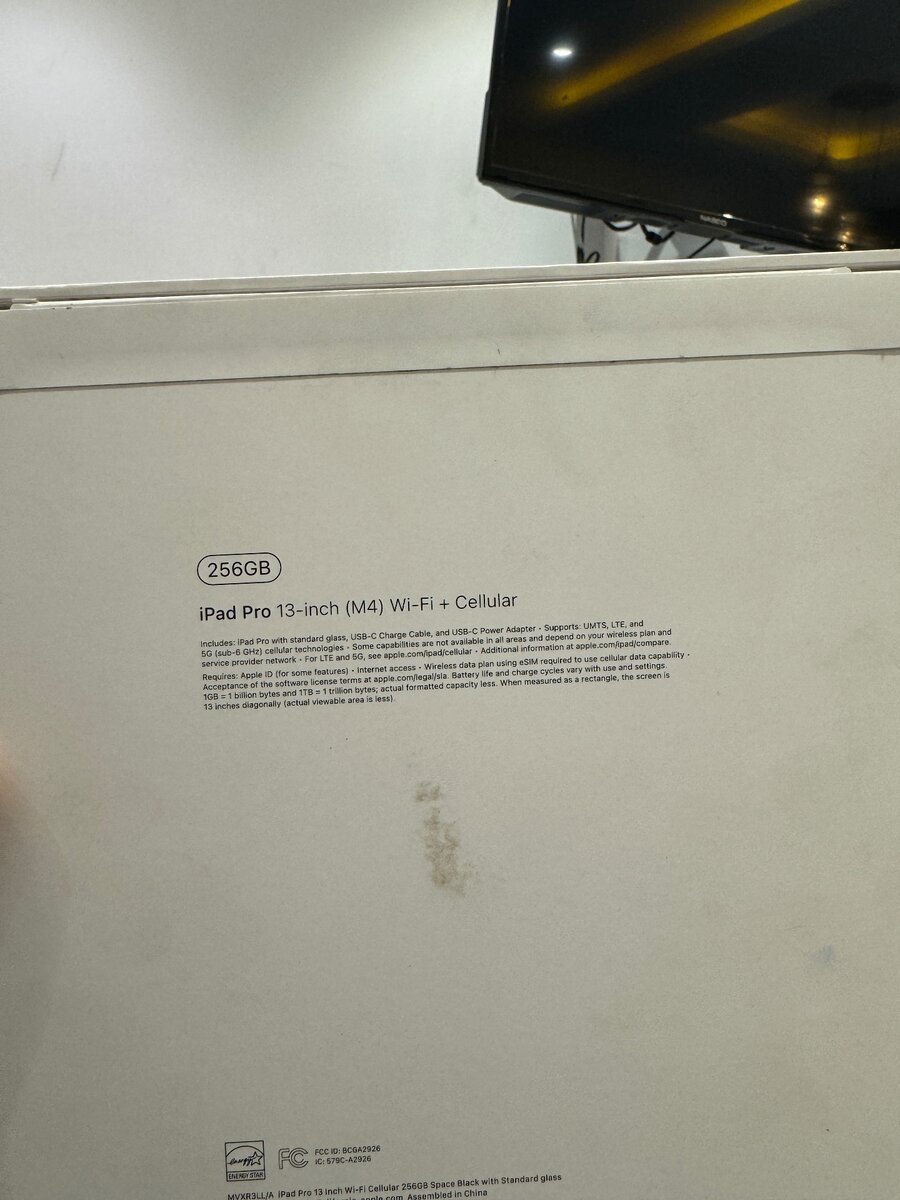 NASCO
256GB
iPad Pro 13-inch (M4) Wi-Fi + Cellular
Includes: iPad Pro with standard glass, USB-C Charge Cable, and USB-C Power Adapter • Supports: UMTS, LTE, and
5G (sub-6 GHz) cellular technologies • Some capabilities are not available in all areas and depend on your wireless plan and
service provider network • For LTE and 5G, see apple.com/ipad/cellular • Additional information at apple.com/ipad/compare
Requires: Apple ID (for some features) • Internet access • Wireless data plan using eSIM required to use cellular data capability •
Acceptance of the software license terms at apple.com/legal/sla. Battery life and charge cycles vary with use and settings.
1GB = 1 billion bytes and 1TB = 1 trillion bytes; actual formatted capacity less. When measured as a rectangle, the screen is
13 inches diagonally (actual viewable area is less).
energy
ENERGY STAR
FC
FCC ID: BCGA2926
IC: 579C-A2926
MVXR3LL/A iPad Pro 13 Inch Wi-Fi Cellular 256GB Space Black with Standard glass
apple.com Assembled in China